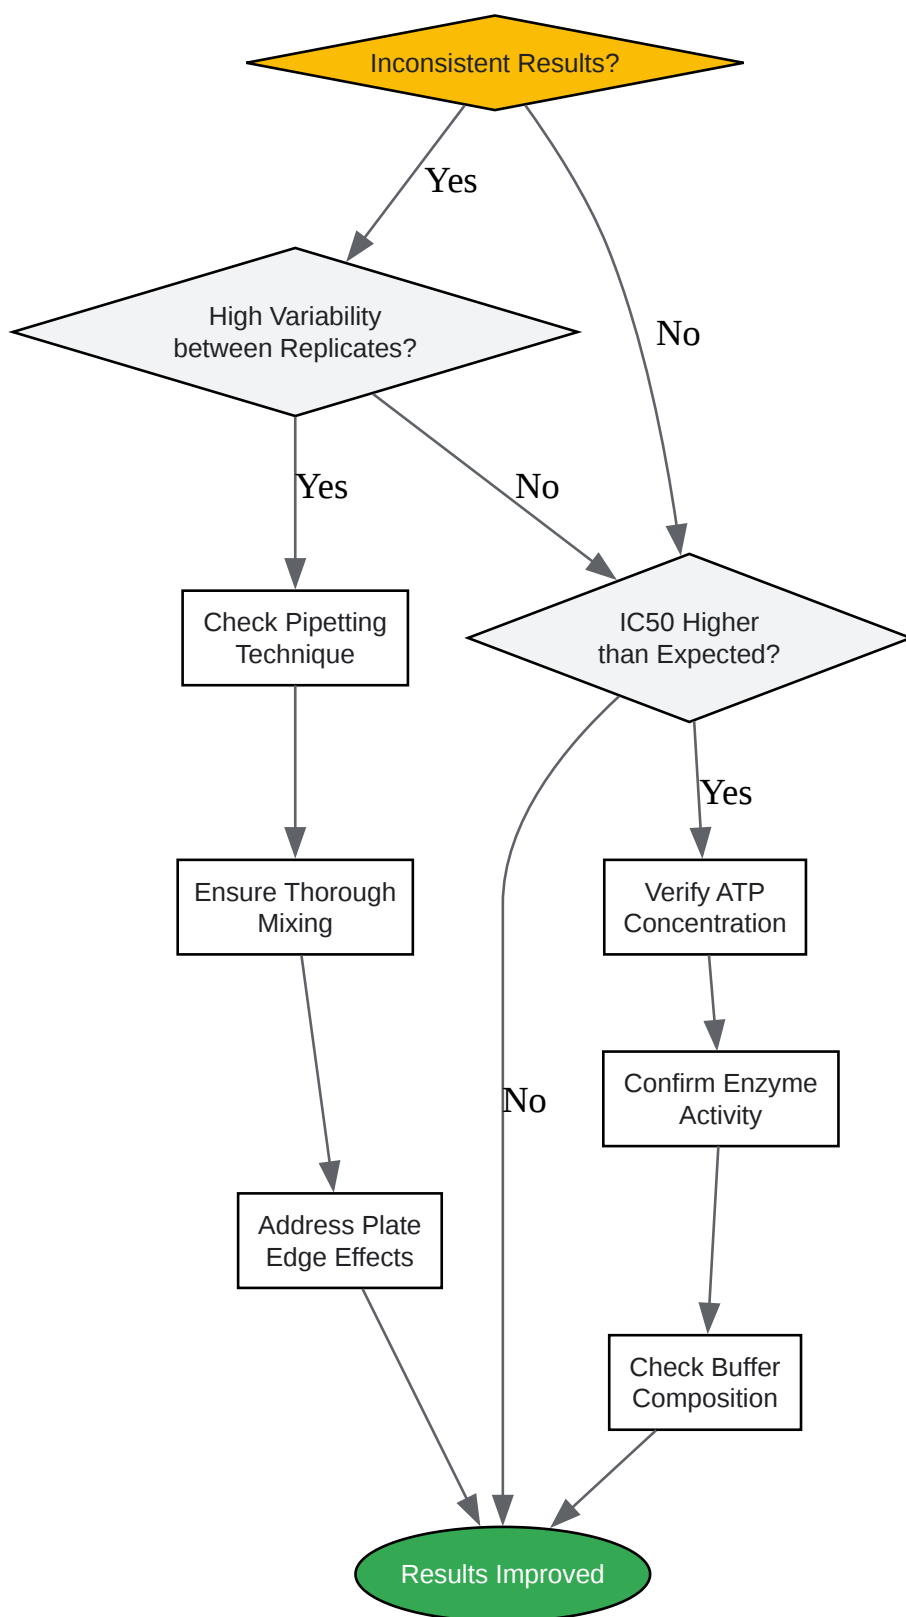 Inconsistent Results?
Yes
No
High Variability
between Replicates?
Yes
No
Check Pipetting
Technique
IC50 Higher
than Expected?
Yes
Ensure Thorough
Mixing
Verify ATP
Concentration
Confirm Enzyme
Activity
No
Address Plate
Edge Effects
Check Buffer
Composition
Results Improved